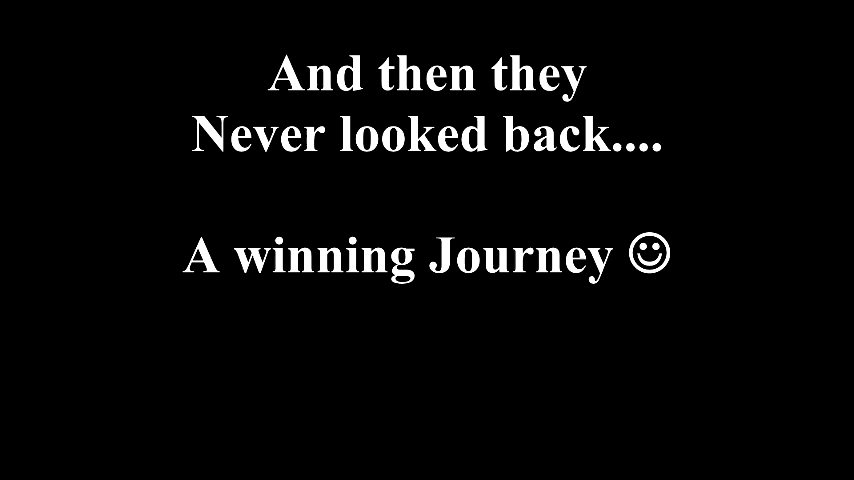 And then they
Never looked back....
A winning Journey ☺